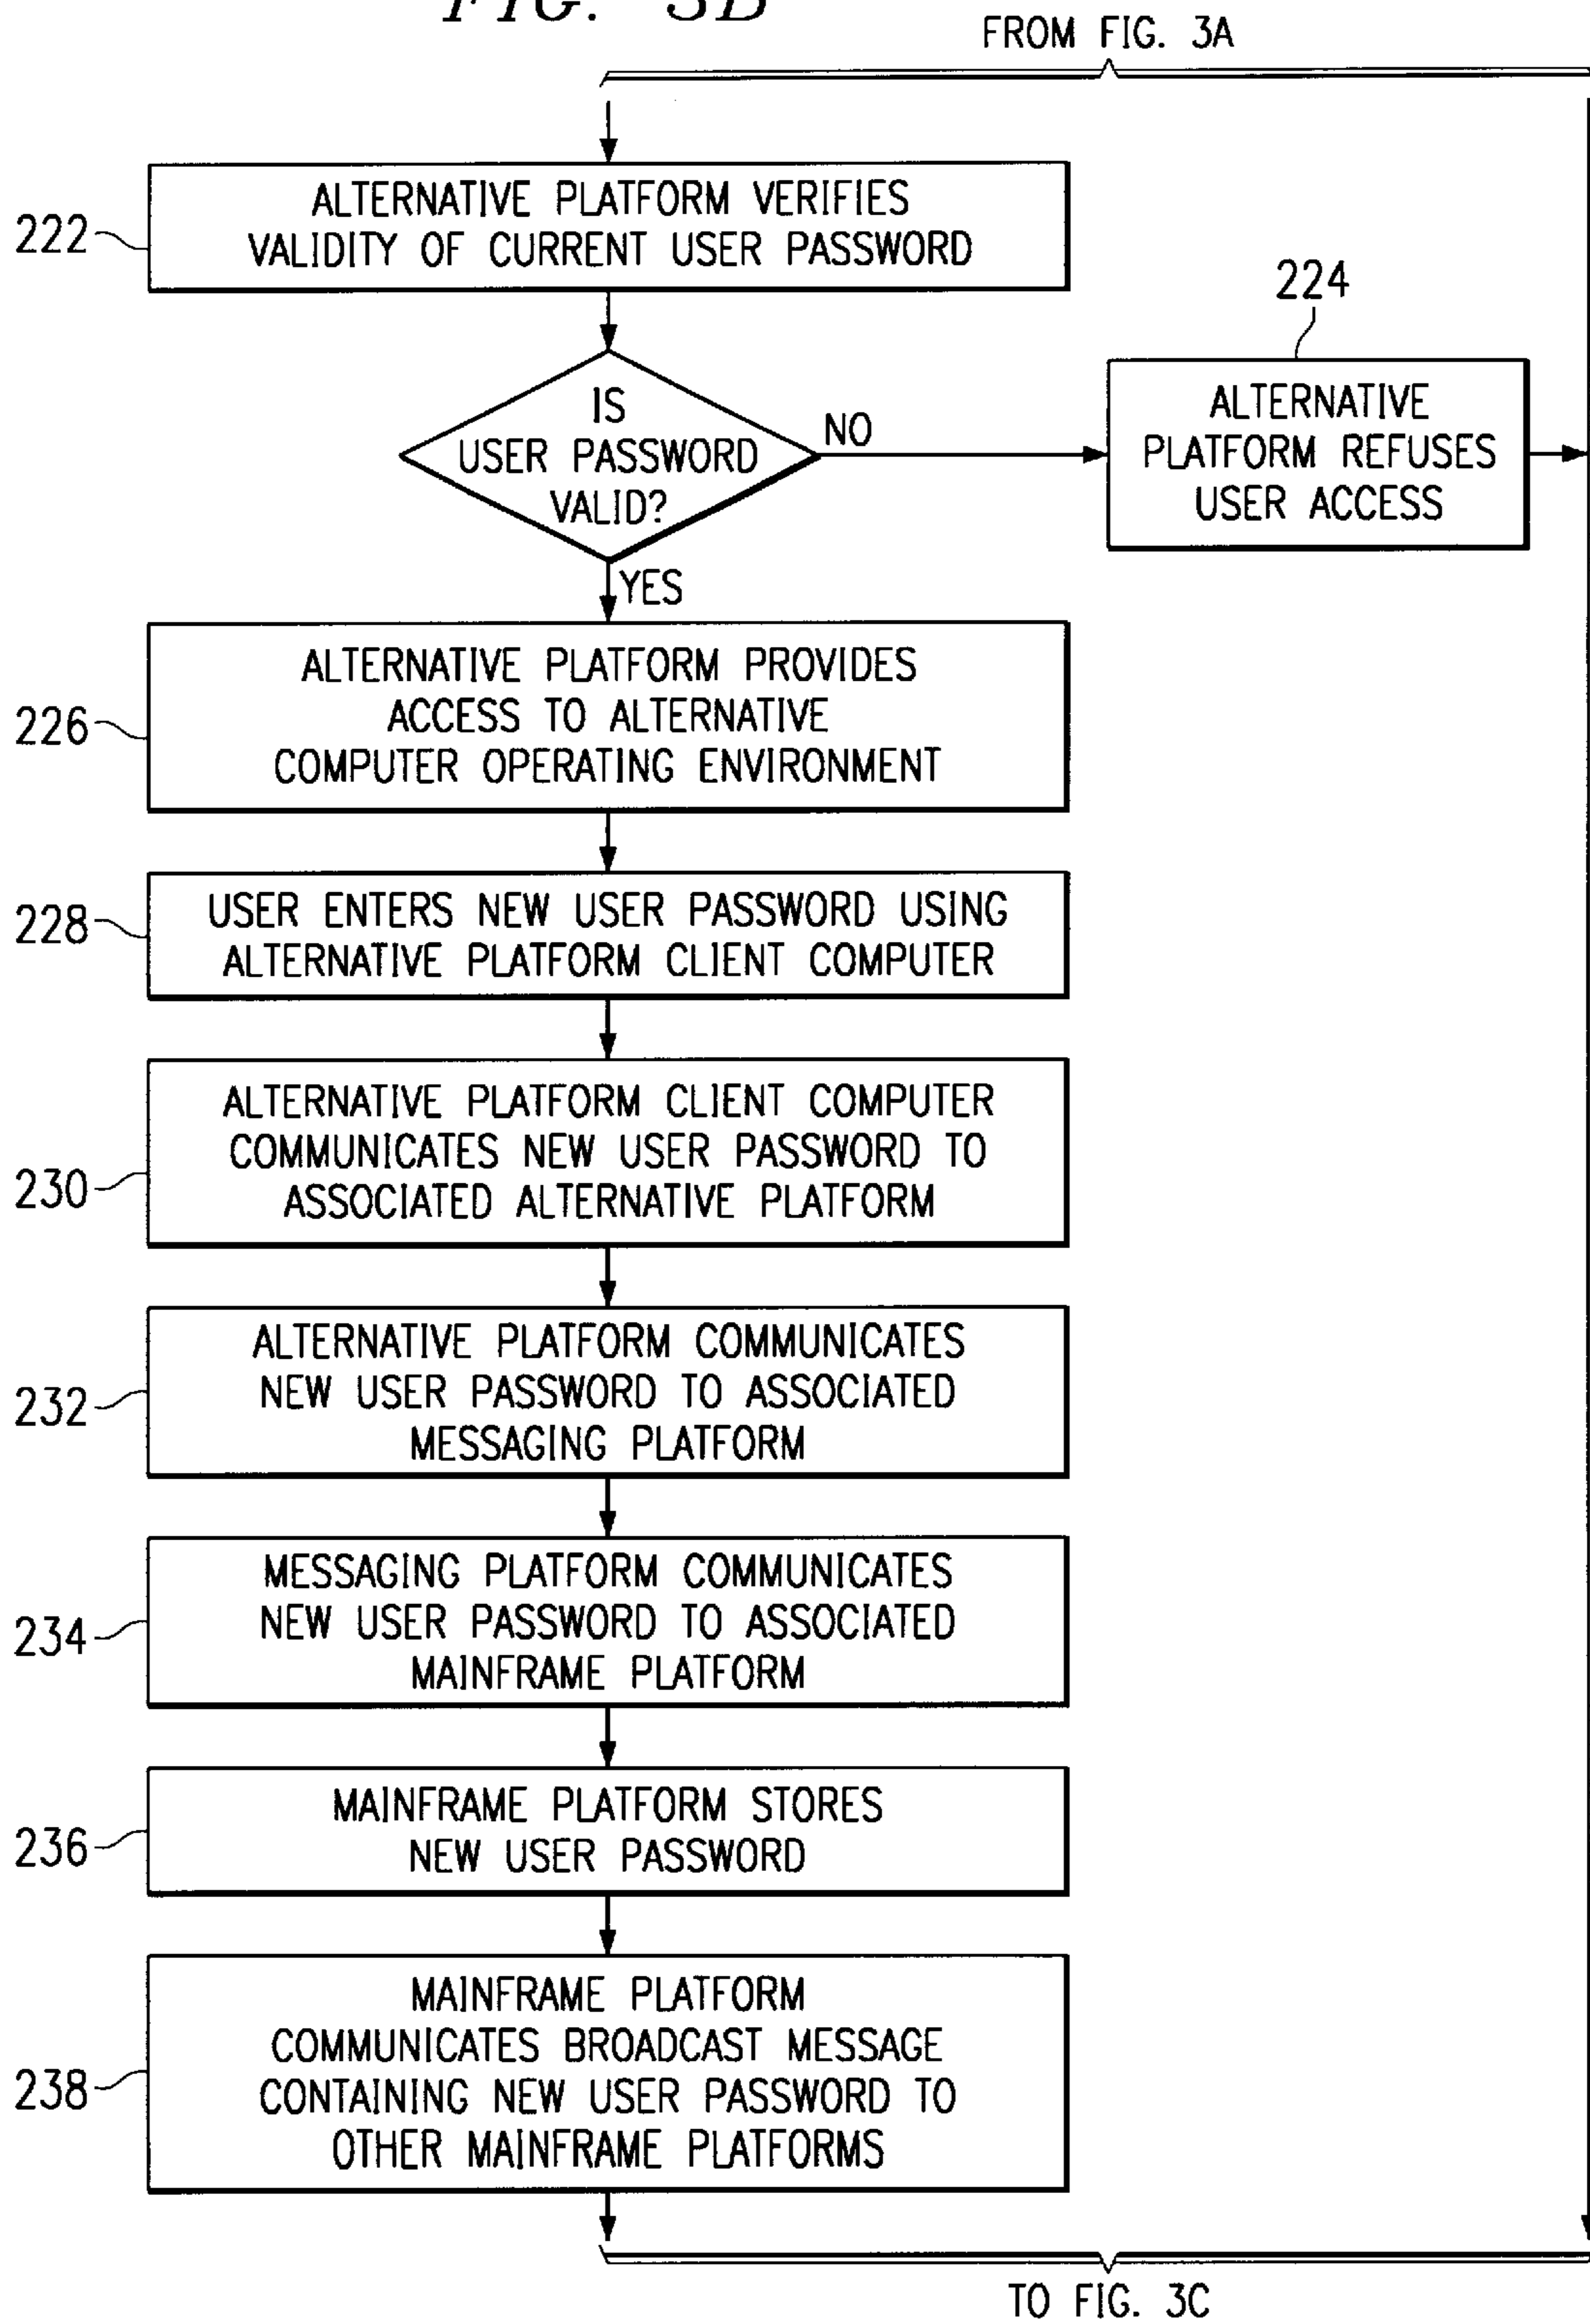 FIG. 3B
FROM FIG. 3A
222
ALTERNATIVE PLATFORM VERIFIES
VALIDITY OF CURRENT USER PASSWORD
IS
USER PASSWORD
VALID?
NO
224
ALTERNATIVE
PLATFORM REFUSES
USER ACCESS
YES
226
ALTERNATIVE PLATFORM PROVIDES
ACCESS TO ALTERNATIVE
COMPUTER OPERATING ENVIRONMENT
228
USER ENTERS NEW USER PASSWORD USING
ALTERNATIVE PLATFORM CLIENT COMPUTER
230
ALTERNATIVE PLATFORM CLIENT COMPUTER
COMMUNICATES NEW USER PASSWORD TO
ASSOCIATED ALTERNATIVE PLATFORM
232
ALTERNATIVE PLATFORM COMMUNICATES
NEW USER PASSWORD TO ASSOCIATED
MESSAGING PLATFORM
234
MESSAGING PLATFORM COMMUNICATES
NEW USER PASSWORD TO ASSOCIATED
MAINFRAME PLATFORM
236
MAINFRAME PLATFORM STORES
NEW USER PASSWORD
238
MAINFRAME PLATFORM
COMMUNICATES BROADCAST MESSAGE
CONTAINING NEW USER PASSWORD TO
OTHER MAINFRAME PLATFORMS
TO FIG. 3C